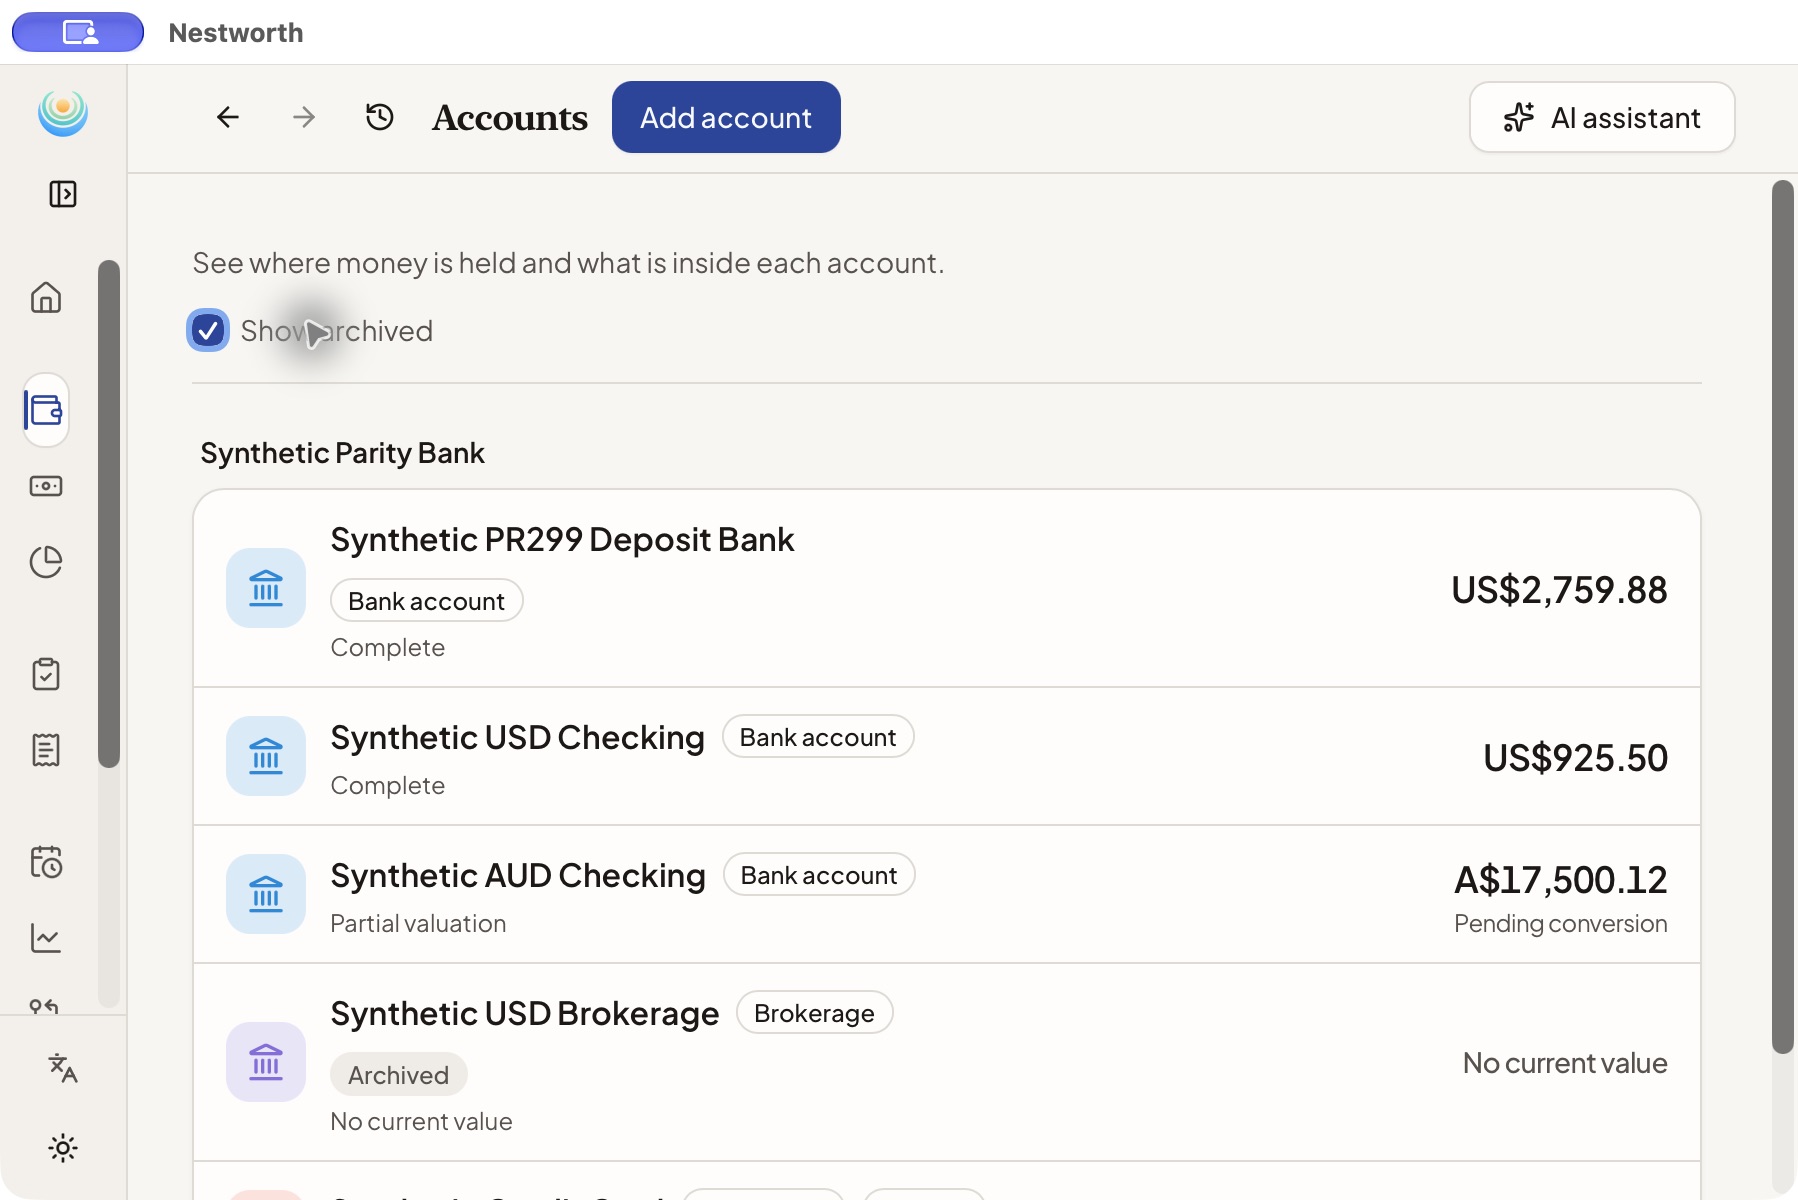 Nestworth
Accounts
Add account
AI assistant
See where money is held and what is inside each account.
Show archived
Synthetic Parity Bank
Synthetic PR299 Deposit Bank
Bank account
Complete
US$2,759.88
Synthetic USD Checking
Bank account
Complete
US$925.50
Synthetic AUD Checking
Bank account
Partial valuation
A$17,500.12
Pending conversion
Synthetic USD Brokerage
Brokerage
Archived
No current value
No current value